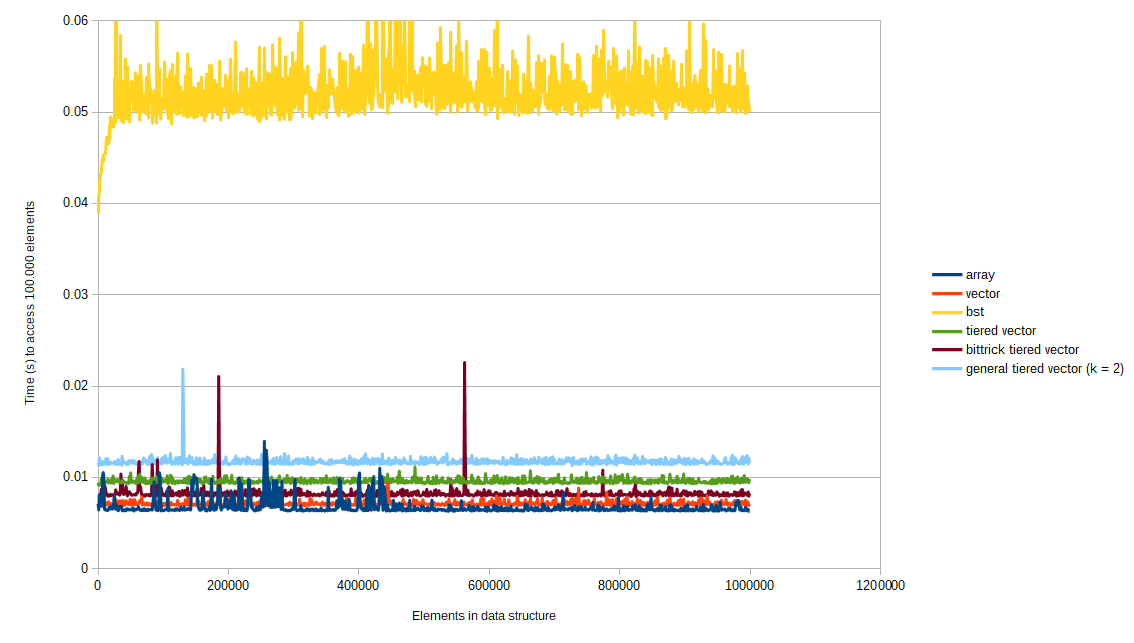 0.06
0.05
0.04
0.03
0.02
0.01
0
Time (s) to access 100.000 elements
0 200000 400000 600000 800000 1000000 1200000
Elements in data structure
array
vector
bst
tiered vector
bittrick tiered vector
general tiered vector (k = 2)